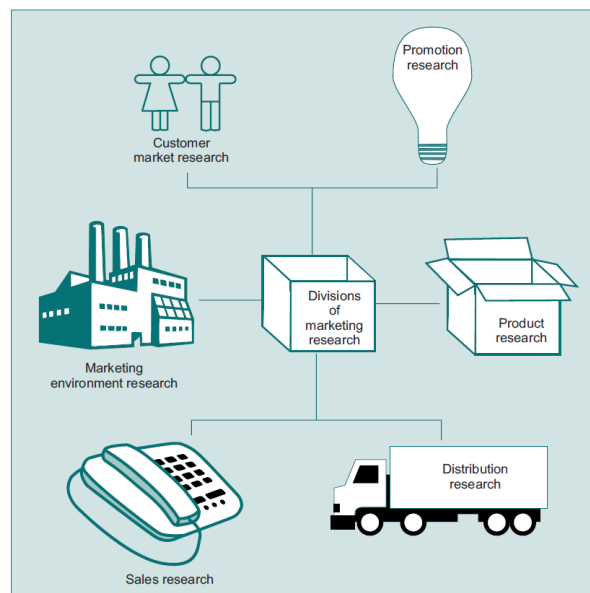 Promotion
research
Customer
market research
Divisions
of
marketing
research
Product
research
Marketing
environment research
Distribution
research
Sales research